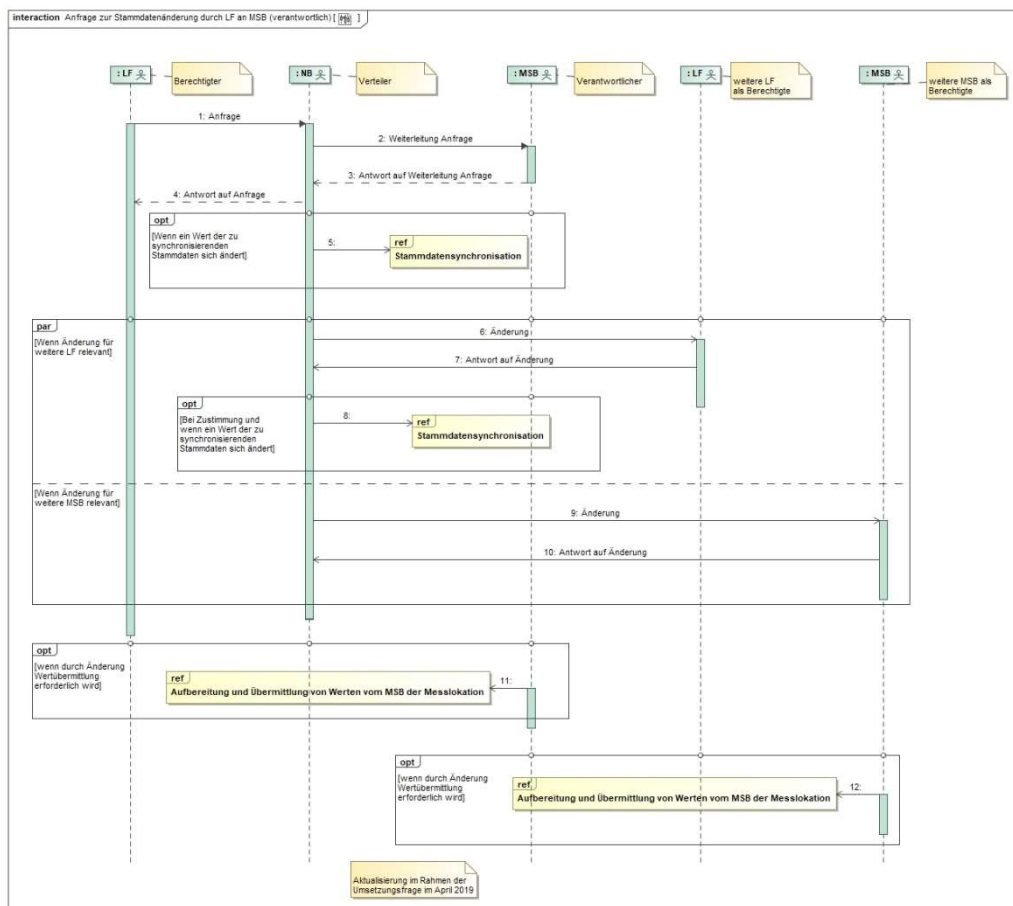 interaction Anfrage zur Stammdatenänderung durch LF an MSB (verantwortlich) [ ]
: LF
Berechtigter
: NB
Verteiler
: MSB
Verantwortlicher
: LF
weitere LF
als Berechtigte
: MSB
weitere MSB als
Berechtigte
1: Anfrage
2: Weiterleitung Anfrage
3: Antwort auf Weiterleitung Anfrage
4: Antwort auf Anfrage
opt
[Wenn ein Wert der zu
synchronisierenden
Stammdaten sich ändert]
5:
ref
Stammdatensynchronisation
par
[Wenn Änderung für
weitere LF relevant]
6: Änderung
7: Antwort auf Änderung
opt
[Bei Zustimmung und
wenn ein Wert der zu
synchronisierenden
Stammdaten sich ändert]
8:
ref
Stammdatensynchronisation
[Wenn Änderung für
weitere MSB relevant]
9: Änderung
10: Antwort auf Änderung
opt
[wenn durch Änderung
Wertübermittlung
erforderlich wird]
ref
Aufbereitung und Übermittlung von Werten vom MSB der Messlokation
11:
opt
[wenn durch Änderung
Wertübermittlung
erforderlich wird]
ref
Aufbereitung und Übermittlung von Werten vom MSB der Messlokation
12:
Aktualisierung im Rahmen der
Umsetzungsfrage im April 2019